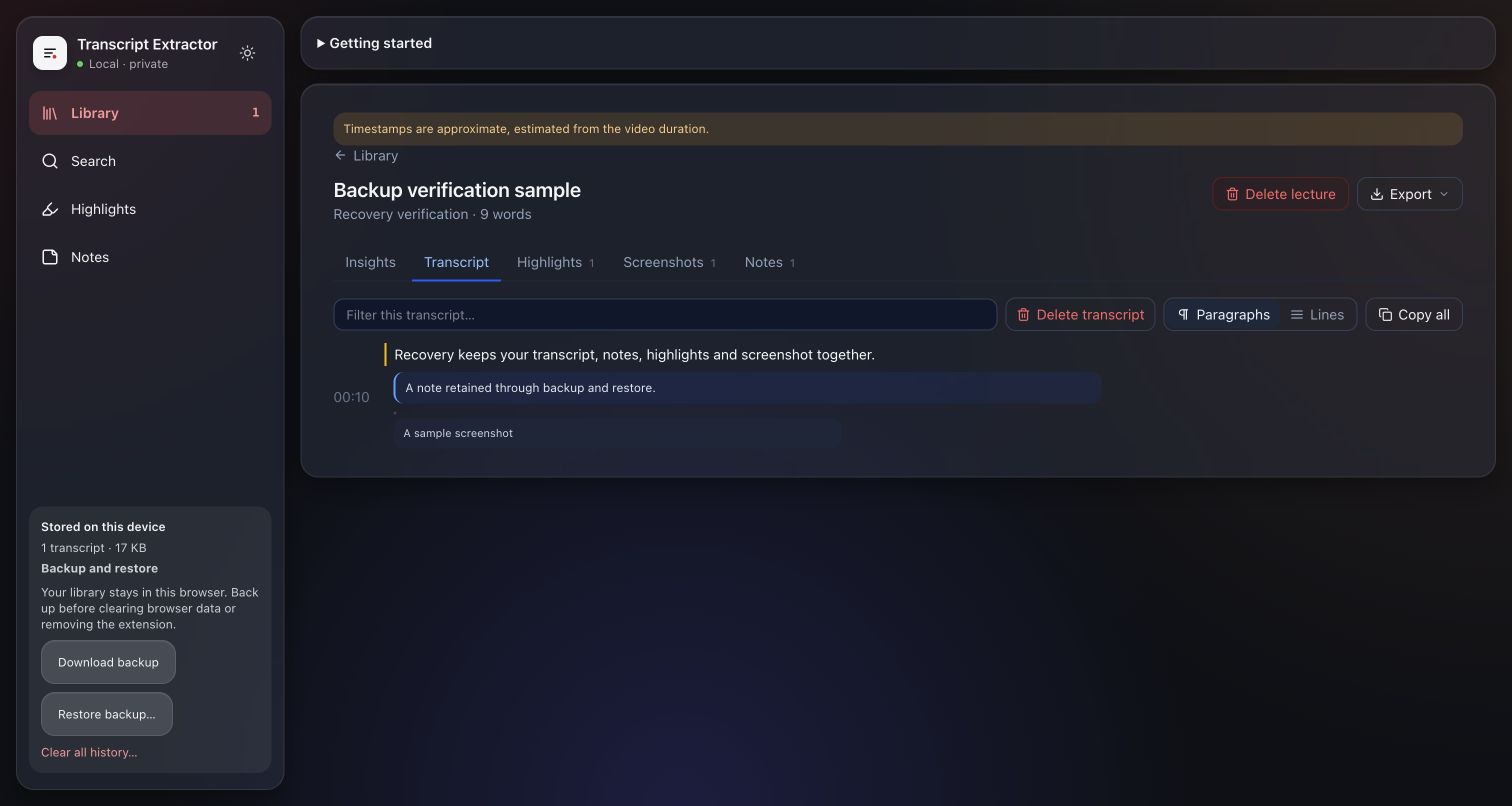 Transcript Extractor
Local · private
Library 1
Search
Highlights
Notes
Stored on this device
1 transcript · 17 KB
Backup and restore
Your library stays in this browser. Back
up before clearing browser data or
removing the extension.
Download backup
Restore backup...
Clear all history...
Getting started
Timestamps are approximate, estimated from the video duration.
Library
Backup verification sample
Recovery verification · 9 words
Delete lecture
Export
Insights
Transcript
Highlights 1
Screenshots 1
Notes 1
Filter this transcript...
Delete transcript
Paragraphs
Lines
Copy all
Recovery keeps your transcript, notes, highlights and screenshot together.
00:10
A note retained through backup and restore.
A sample screenshot